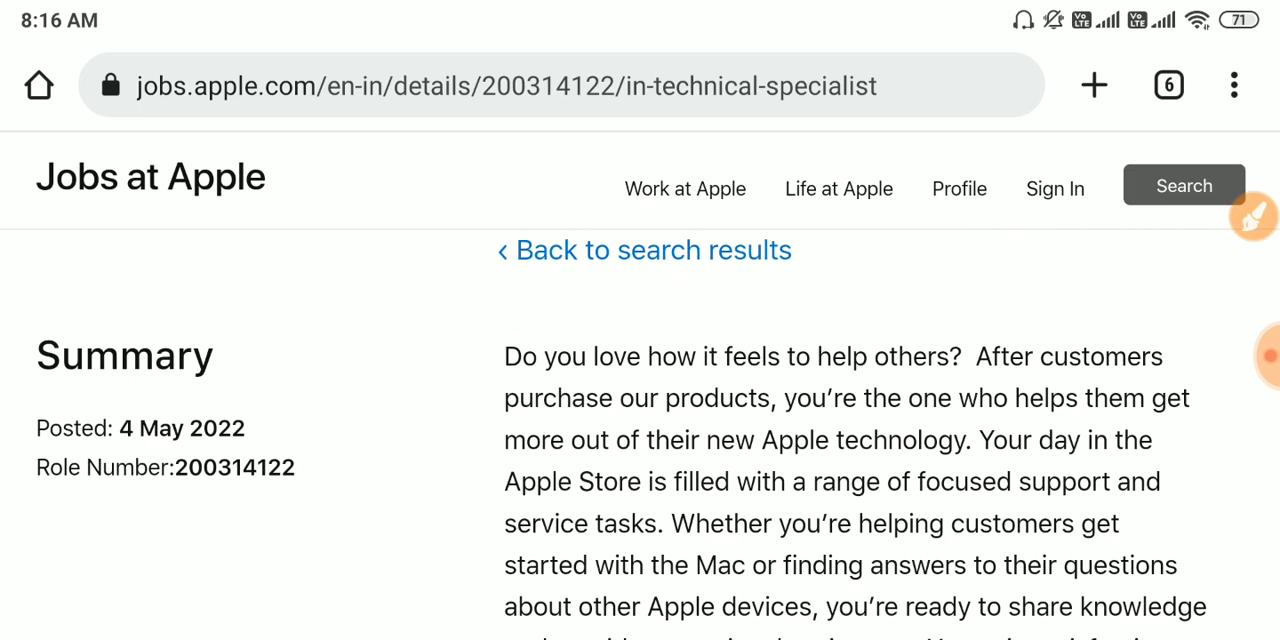 8:16 AM
Vo LTE Vo LTE 71
jobs.apple.com/en-in/details/200314122/in-technical-specialist
6
Jobs at Apple
Work at Apple Life at Apple Profile Sign In Search
‹ Back to search results
Summary
Posted: 4 May 2022
Role Number:200314122
Do you love how it feels to help others?  After customers
purchase our products, you’re the one who helps them get
more out of their new Apple technology. Your day in the
Apple Store is filled with a range of focused support and
service tasks. Whether you’re helping customers get
started with the Mac or finding answers to their questions
about other Apple devices, you’re ready to share knowledge